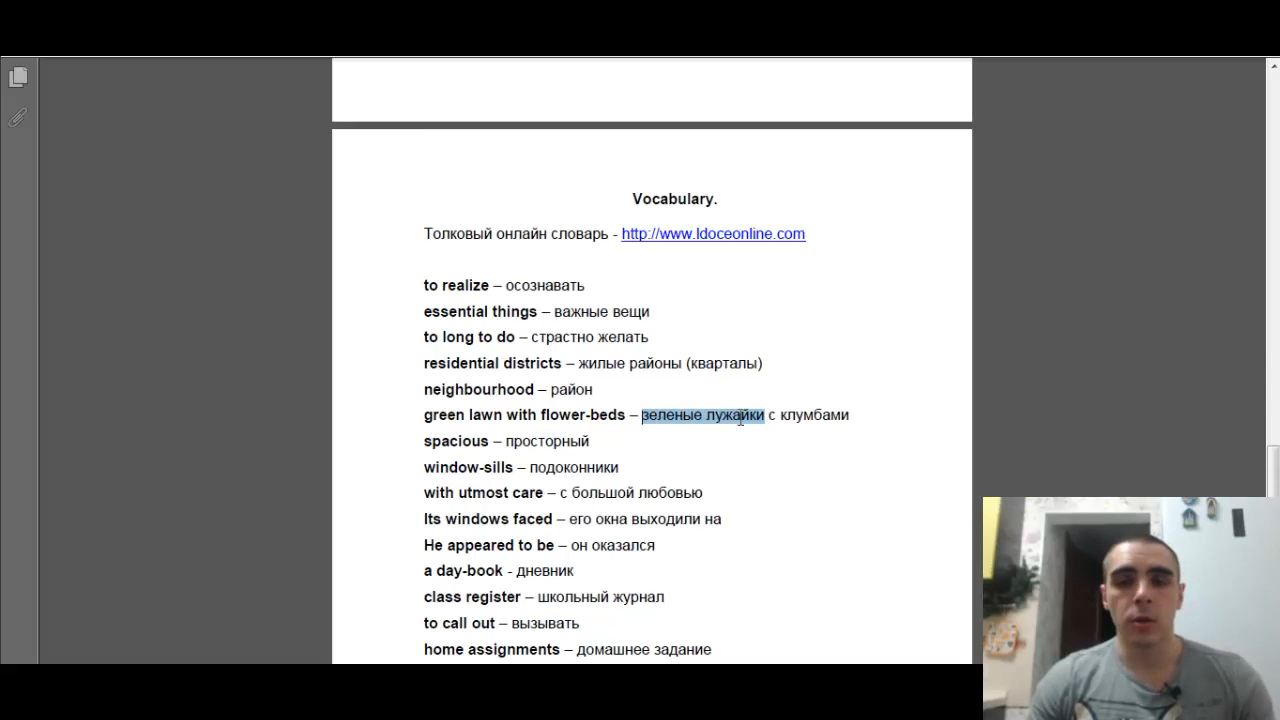 Vocabulary.
Толковый онлайн словарь - http://www.ldoceonline.com
to realize – осознавать
essential things – важные вещи
to long to do – страстно желать
residential districts – жилые районы (кварталы)
neighbourhood – район
green lawn with flower-beds – зеленые лужайки с клумбами
spacious – просторный
window-sills – подоконники
with utmost care – с большой любовью
Its windows faced – его окна выходили на
He appeared to be – он оказался
a day-book - дневник
class register – школьный журнал
to call out – вызывать
home assignments – домашнее задание